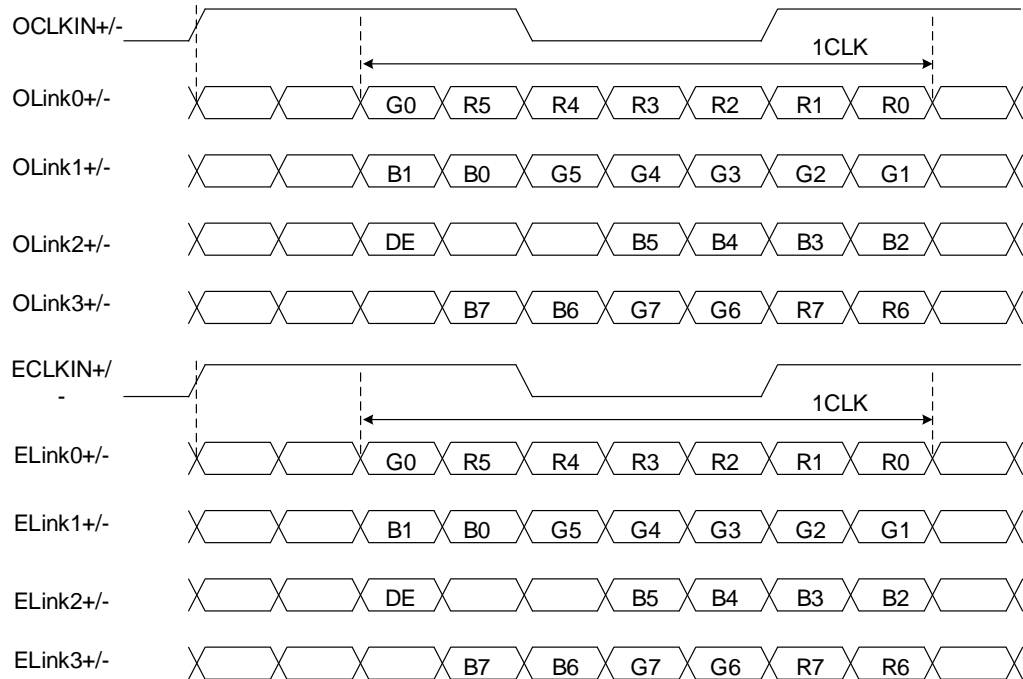 OCLKIN+/-
1CLK
OLink0+/- G0 R5 R4 R3 R2 R1 R0
OLink1+/- B1 B0 G5 G4 G3 G2 G1
OLink2+/- DE B5 B4 B3 B2
OLink3+/- B7 B6 G7 G6 R7 R6
ECLKIN+/
-
1CLK
ELink0+/- G0 R5 R4 R3 R2 R1 R0
ELink1+/- B1 B0 G5 G4 G3 G2 G1
ELink2+/- DE B5 B4 B3 B2
ELink3+/- B7 B6 G7 G6 R7 R6